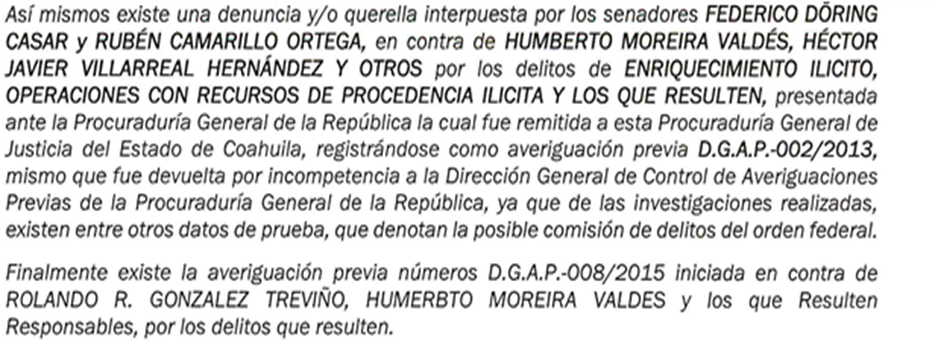 Así mismos existe una denuncia y/o querella interpuesta por los senadores FEDERICO DÖRING
CASAR y RUBÉN CAMARILLO ORTEGA, en contra de HUMBERTO MOREIRA VALDÉS, HÉCTOR
JAVIER VILLARREAL HERNÁNDEZ Y OTROS por los delitos de ENRIQUECIMIENTO ILICITO,
OPERACIONES CON RECURSOS DE PROCEDENCIA ILICITA Y LOS QUE RESULTEN, presentada
ante la Procuraduría General de la República la cual fue remitida a esta Procuraduría General de
Justicia del Estado de Coahuila, registrándose como averiguación previa D.G.A.P.-002/2013,
mismo que fue devuelta por incompetencia a la Dirección General de Control de Averiguaciones
Previas de la Procuraduría General de la República, ya que de las investigaciones realizadas,
existen entre otros datos de prueba, que denotan la posible comisión de delitos del orden federal.
Finalmente existe la averiguación previa números D.G.A.P.-008/2015 iniciada en contra de
ROLANDO R. GONZALEZ TREVIÑO, HUMERBTO MOREIRA VALDES y los que Resulten
Responsables, por los delitos que resulten.